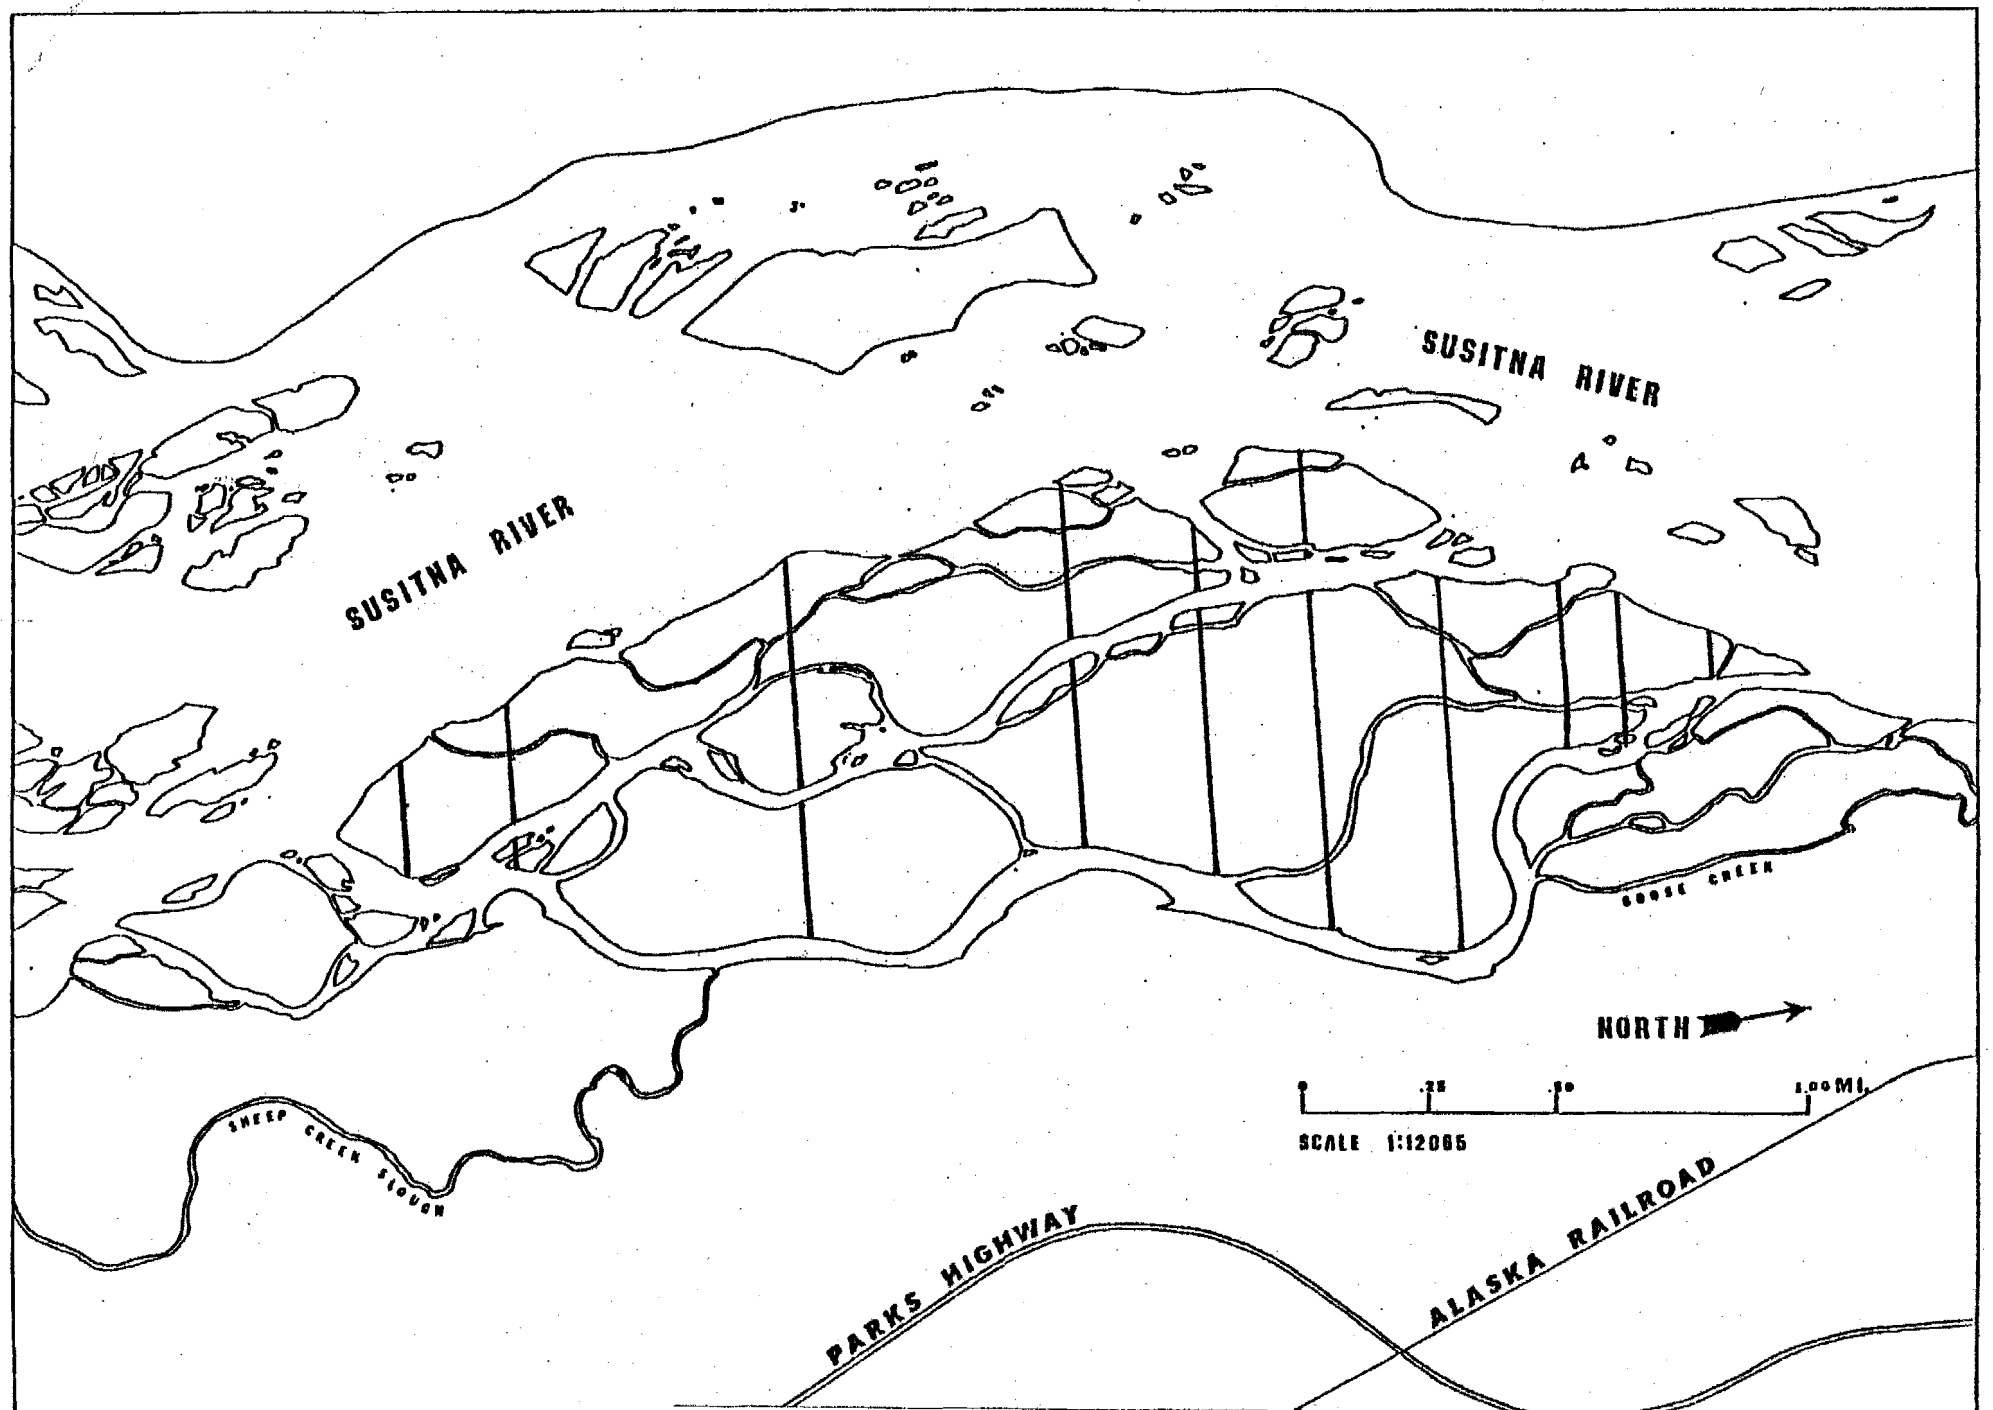 SUSITNA RIVER
SUSITNA RIVER
GOOSE CREEK
NORTH
0 .25 .50 1.00 MI.
SCALE 1:12065
SHEEP CREEK SLOUGH
PARKS HIGHWAY
ALASKA RAILROAD